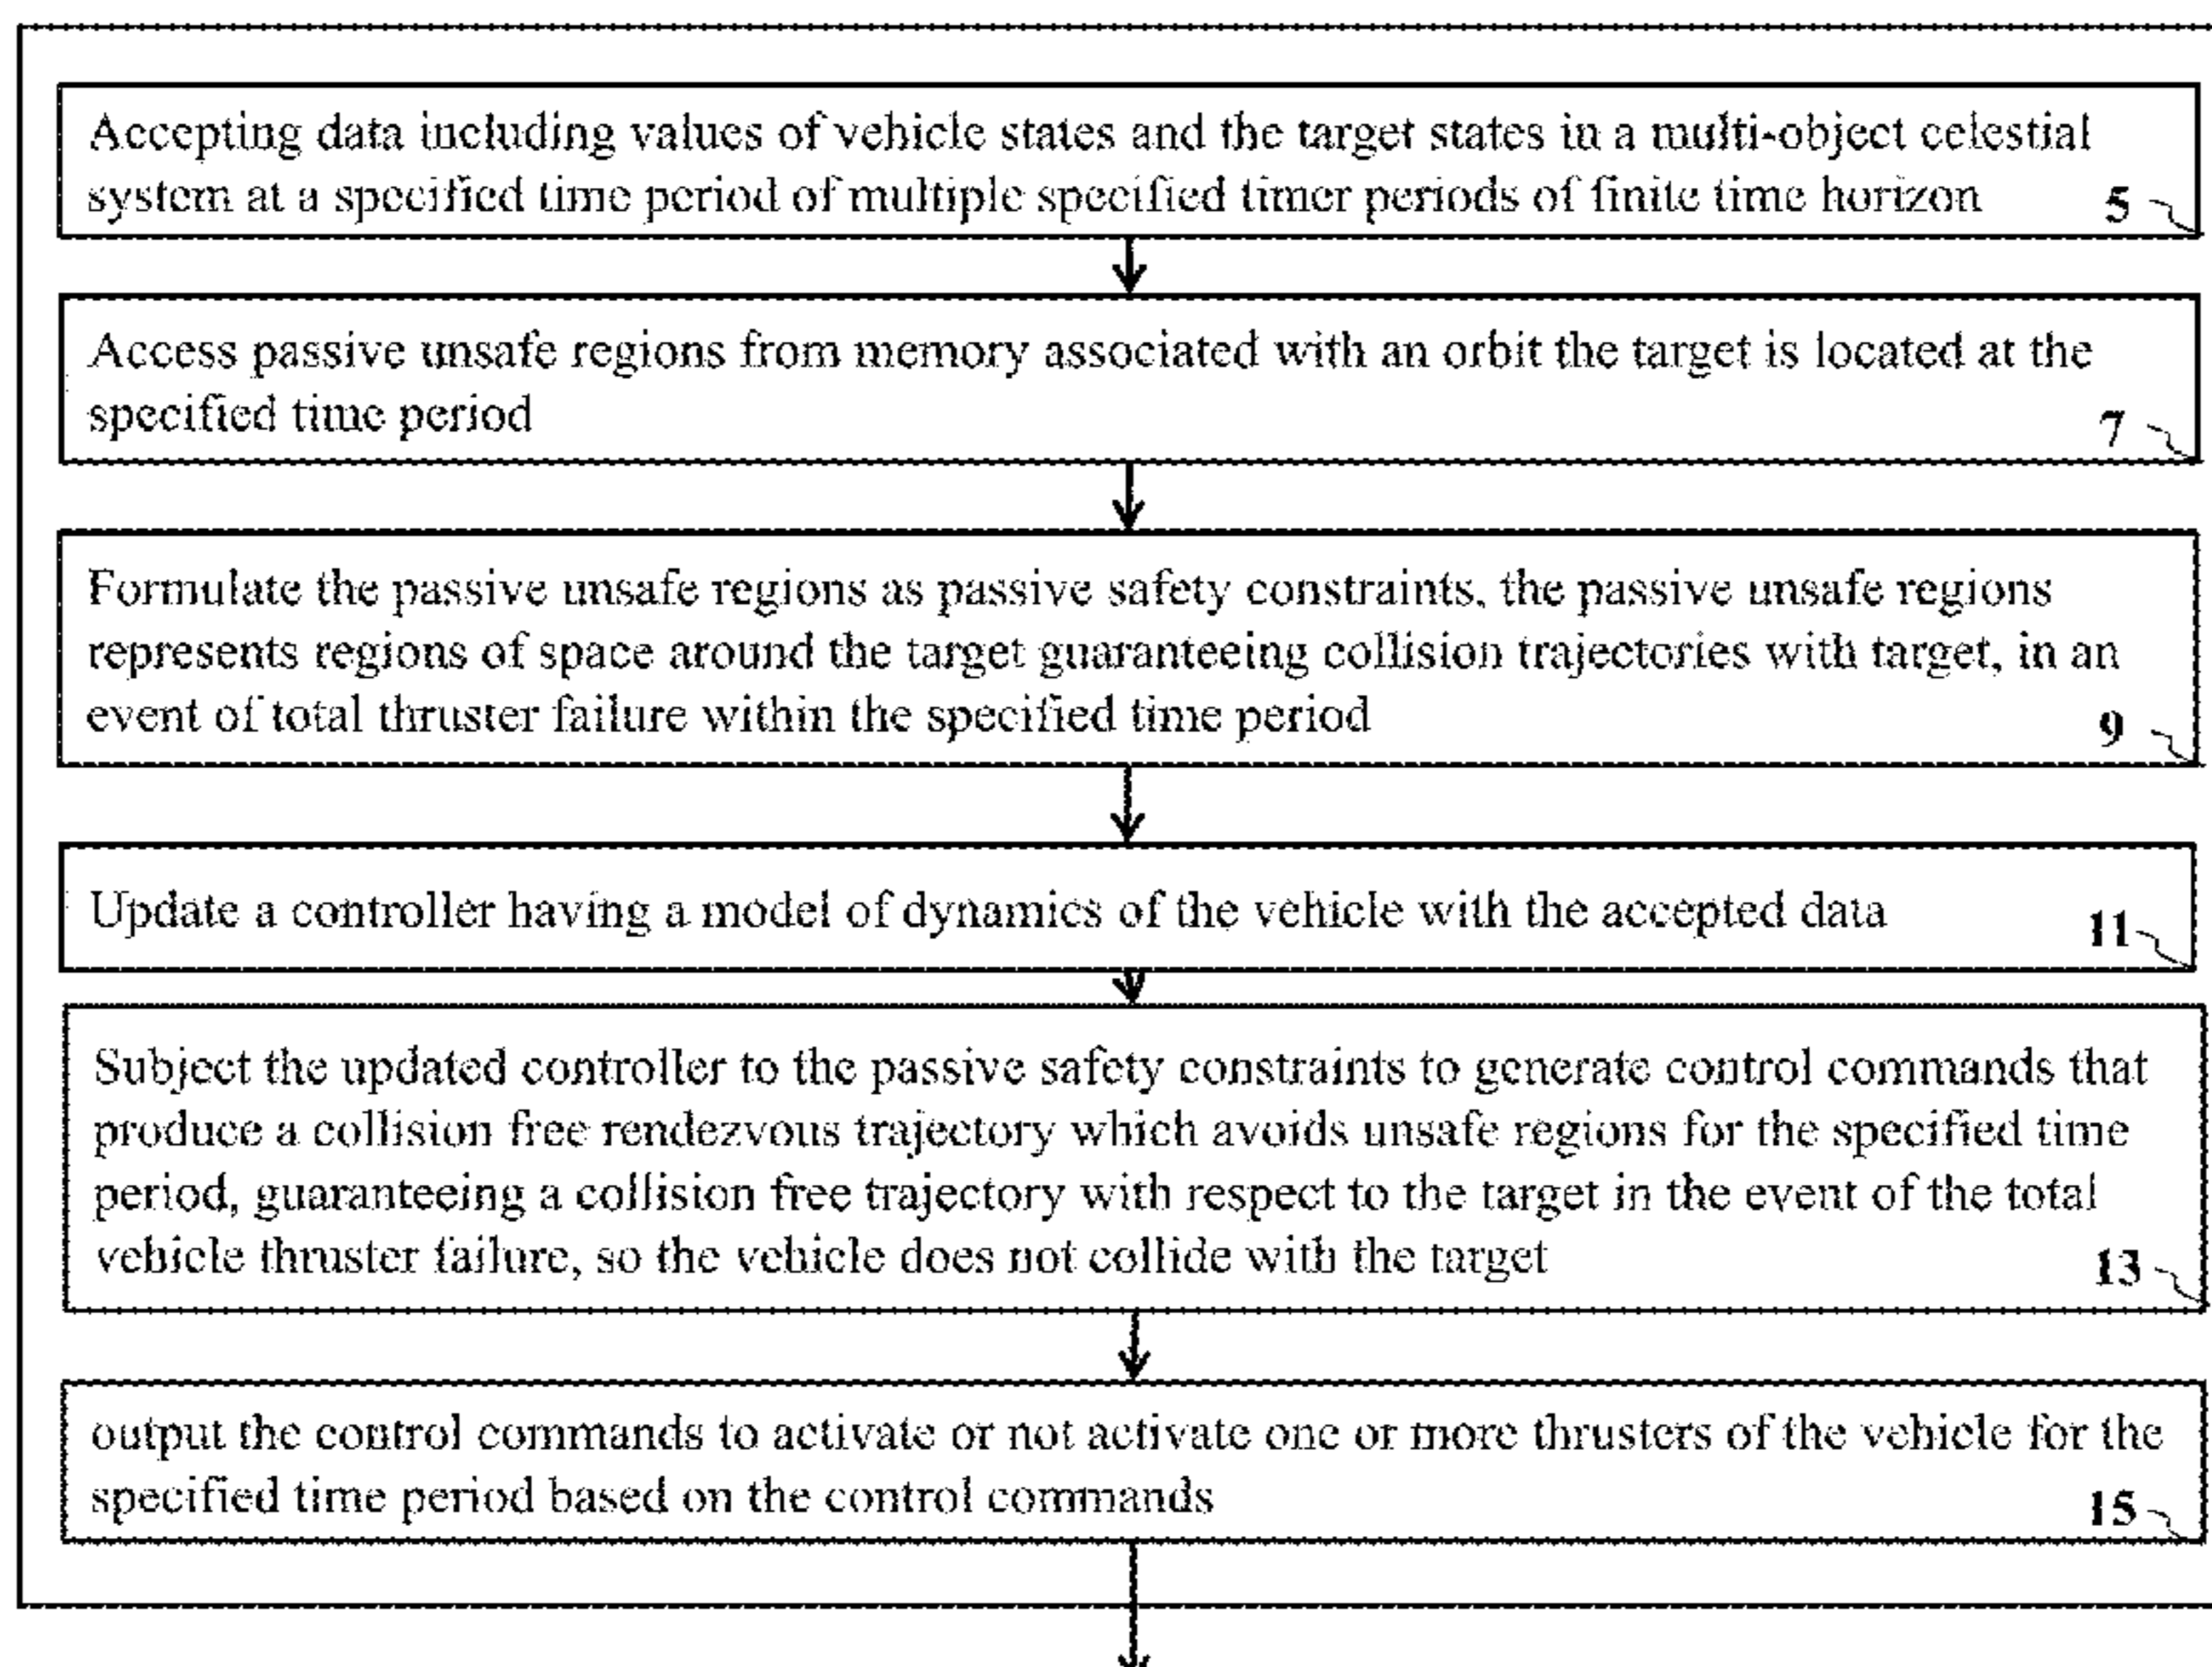 Accepting data including values of vehicle states and the target states in a multi-object celestial
system at a specified time period of multiple specified timer periods of finite time horizon
5
Access passive unsafe regions from memory associated with an orbit the target is located at the
specified time period
7
Formulate the passive unsafe regions as passive safety constraints, the passive unsafe regions
represents regions of space around the target guaranteeing collision trajectories with target, in an
event of total thruster failure within the specified time period
9
Update a controller having a model of dynamics of the vehicle with the accepted data
11
Subject the updated controller to the passive safety constraints to generate control commands that
produce a collision free rendezvous trajectory which avoids unsafe regions for the specified time
period, guaranteeing a collision free trajectory with respect to the target in the event of the total
vehicle thruster failure, so the vehicle does not collide with the target
13
output the control commands to activate or not activate one or more thrusters of the vehicle for the
specified time period based on the control commands
15